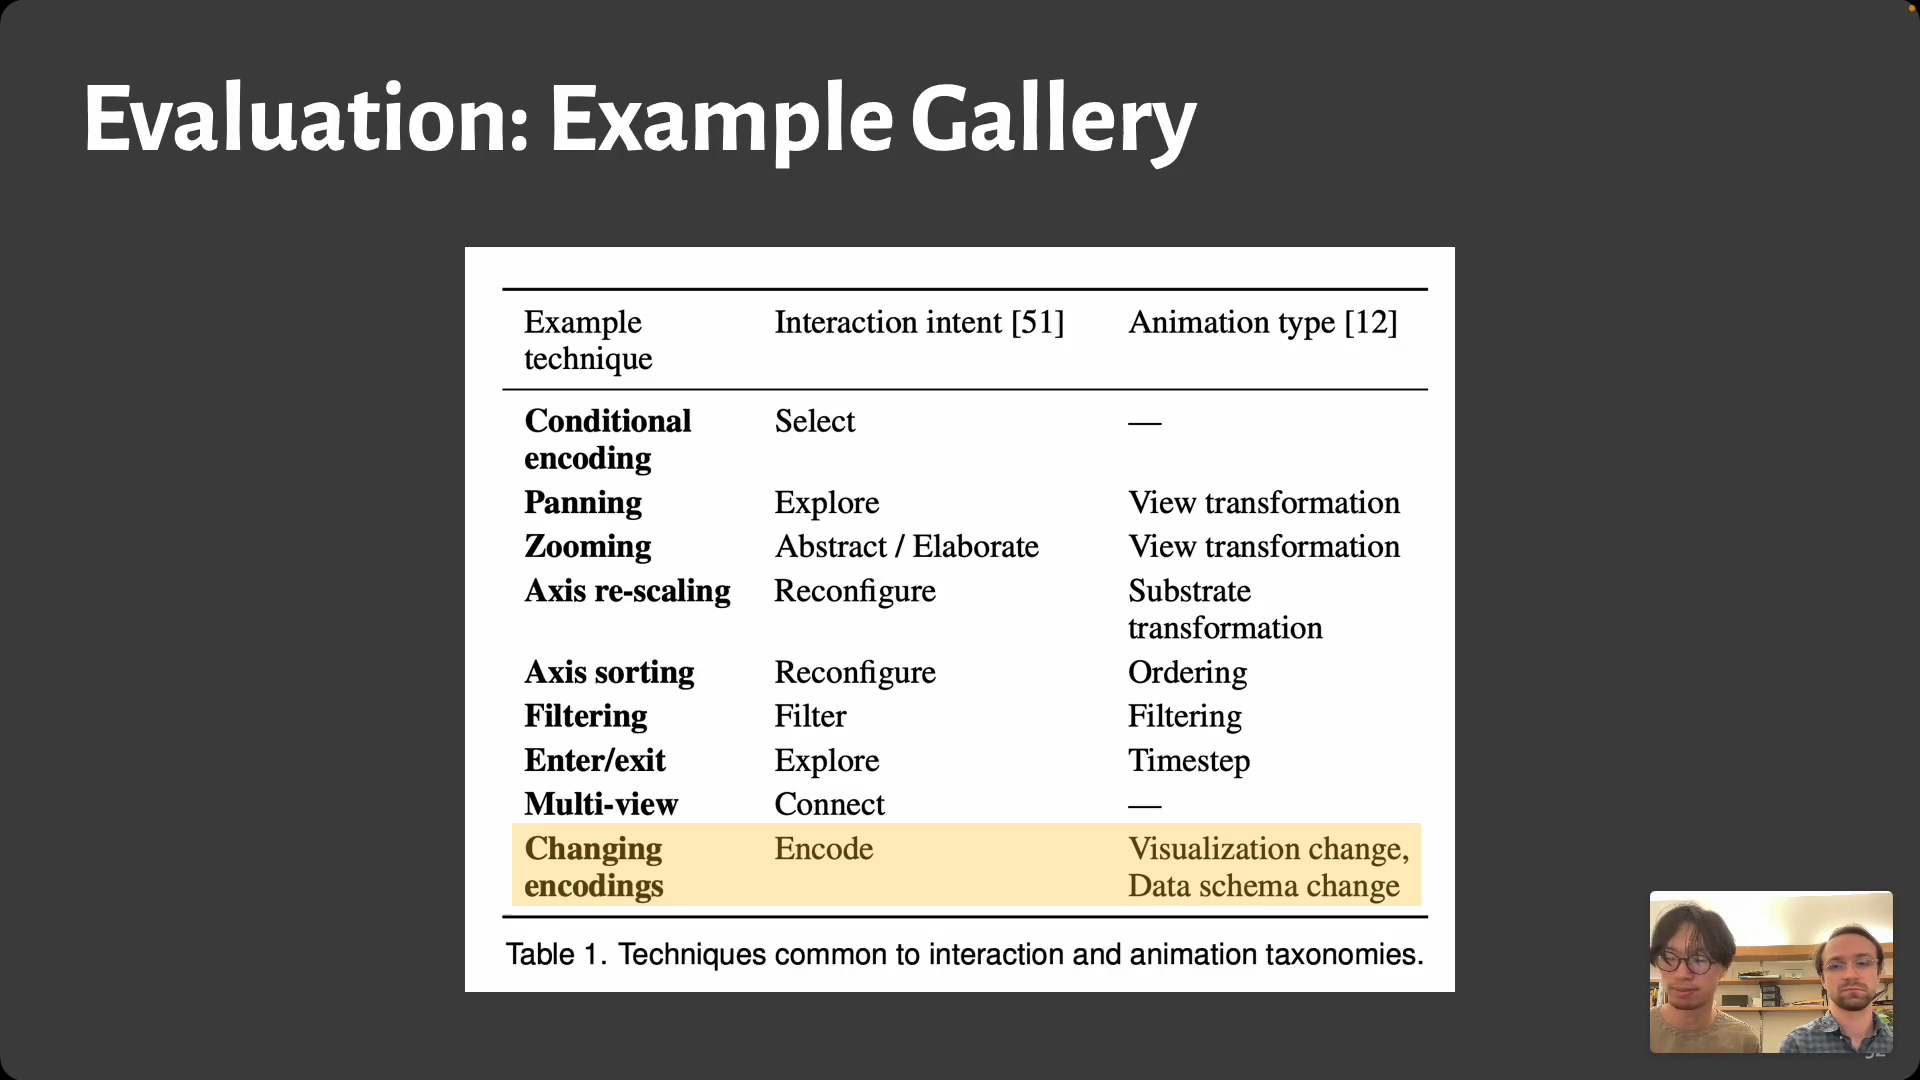 Evaluation: Example Gallery
Example technique Interaction intent [51] Animation type [12]
Conditional encoding Select —
Panning Explore View transformation
Zooming Abstract / Elaborate View transformation
Axis re-scaling Reconfigure Substrate transformation
Axis sorting Reconfigure Ordering
Filtering Filter Filtering
Enter/exit Explore Timestep
Multi-view Connect —
Changing encodings Encode Visualization change, Data schema change
Table 1. Techniques common to interaction and animation taxonomies.